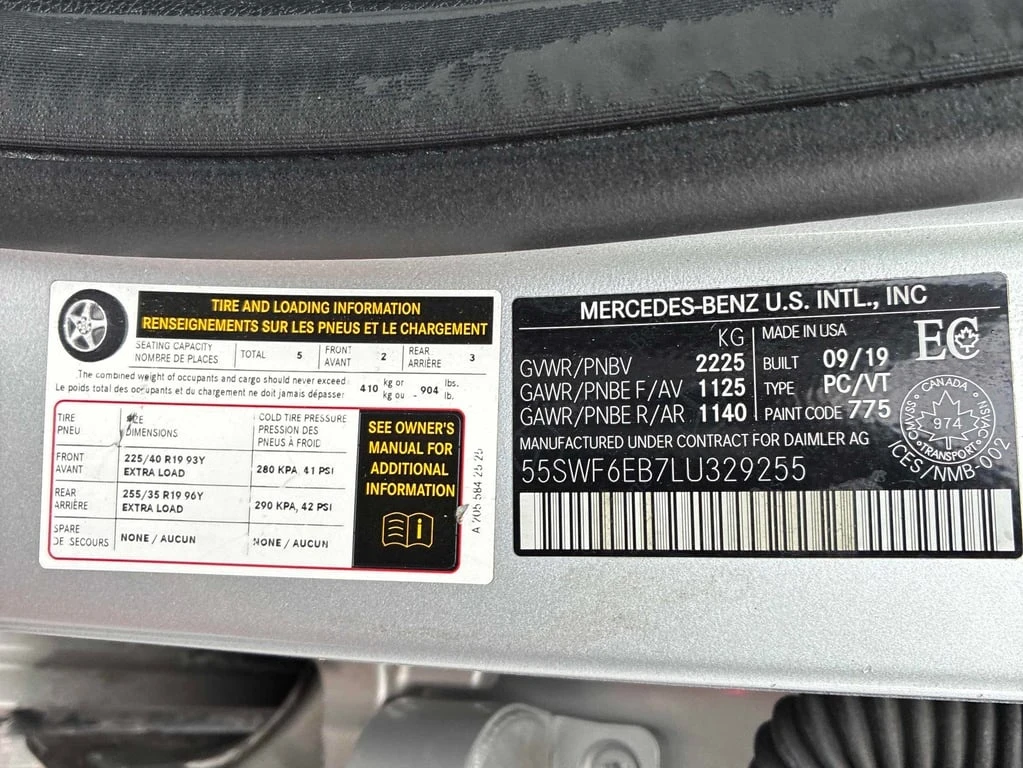 TIRE AND LOADING INFORMATION
RENSEIGNEMENTS SUR LES PNEUS ET LE CHARGEMENT
SEATING CAPACITY
NOMBRE DE PLACES
TOTAL 5
FRONT
AVANT
2
REAR
ARRIÈRE
3
The combined weight of occupants and cargo should never exceed
Le poids total des occupants et du chargement ne doit jamais dépasser
410
kg or
kg ou
904
lbs.
lb.
TIRE
PNEU
DIMENSIONS
COLD TIRE PRESSURE
PRESSION DES
PNEUS À FROID
FRONT
AVANT
225/40 R19 93Y
EXTRA LOAD
280 KPA, 41 PSI
REAR
ARRIÈRE
255/35 R19 96Y
EXTRA LOAD
290 KPA, 42 PSI
SPARE
DE SECOURS
NONE / AUCUN
NONE / AUCUN
SEE OWNER'S
MANUAL FOR
ADDITIONAL
INFORMATION
A 205 584 25 25
MERCEDES-BENZ U.S. INTL., INC
KG
GVWR/PNBV 2225
GAWR/PNBE F/AV 1125
GAWR/PNBE R/AR 1140
MADE IN USA
BUILT 09/19
TYPE PC/VT
PAINT CODE 775
EC
MANUFACTURED UNDER CONTRACT FOR DAIMLER AG
55SWF6EB7LU329255
CANADA
974
TRANSPORT
NSVAC
CMVSS
ICES/NMB-002